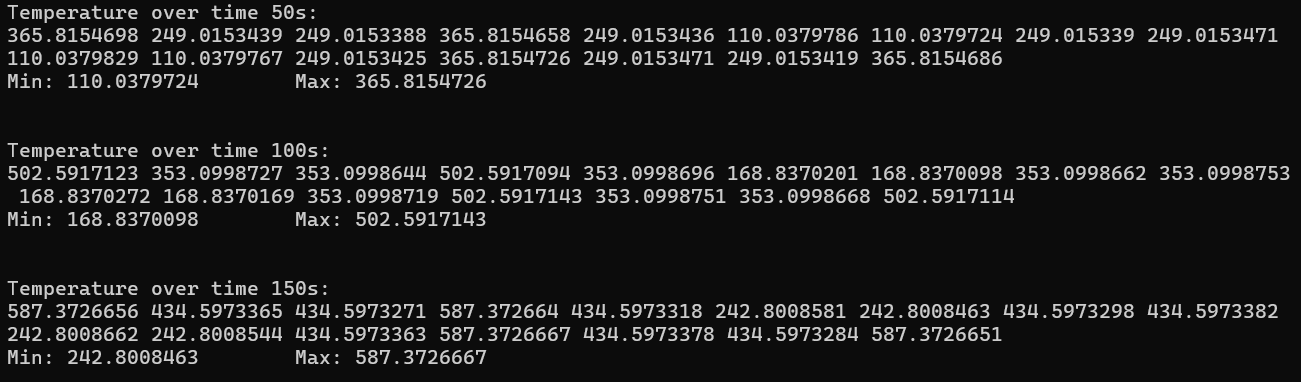 Temperature over time 50s:
365.8154698 249.0153439 249.0153388 365.8154658 249.0153436 110.0379786 110.0379724 249.015339 249.0153471
110.0379829 110.0379767 249.0153425 365.8154726 249.0153471 249.0153419 365.8154686
Min: 110.0379724        Max: 365.8154726
Temperature over time 100s:
502.5917123 353.0998727 353.0998644 502.5917094 353.0998696 168.8370201 168.8370098 353.0998662 353.0998753
168.8370272 168.8370169 353.0998719 502.5917143 353.0998751 353.0998668 502.5917114
Min: 168.8370098        Max: 502.5917143
Temperature over time 150s:
587.3726656 434.5973365 434.5973271 587.372664 434.5973318 242.8008581 242.8008463 434.5973298 434.5973382
242.8008662 242.8008544 434.5973363 587.3726667 434.5973378 434.5973284 587.3726651
Min: 242.8008463        Max: 587.3726667